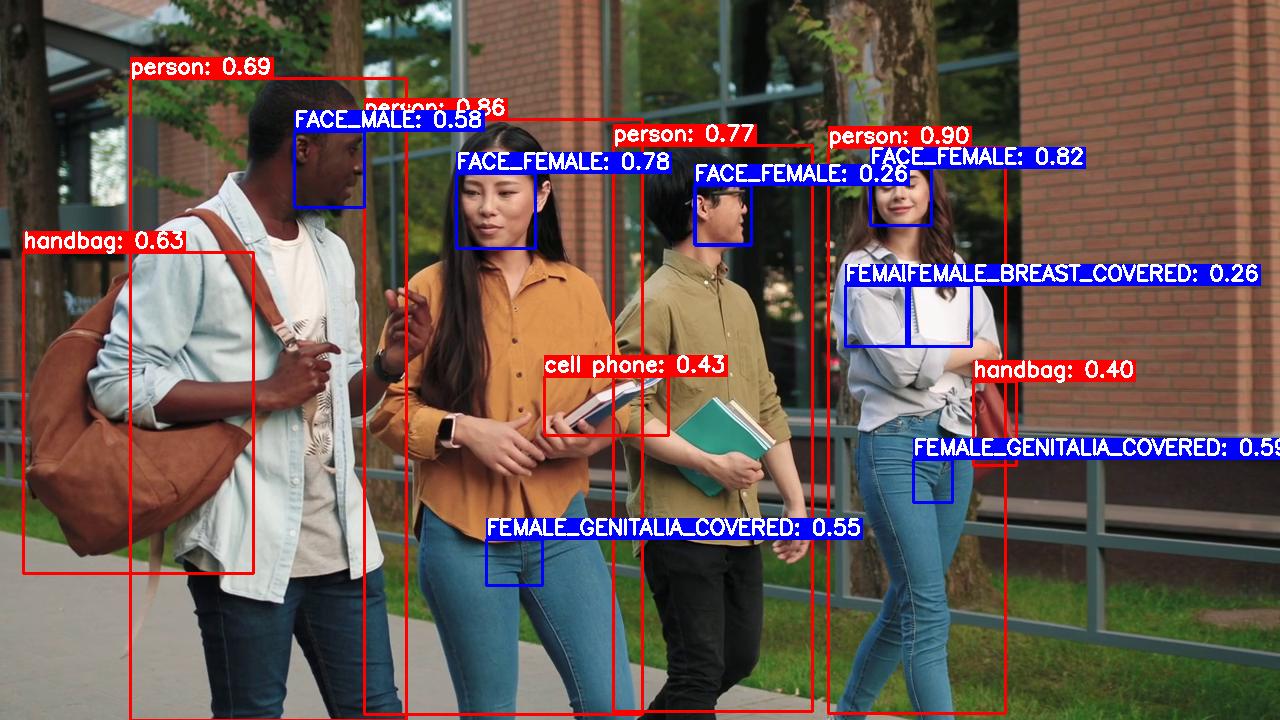 person: 0.69
person: 0.86
FACE_MALE: 0.58
person: 0.77
person: 0.90
FACE_FEMALE: 0.78
FACE_FEMALE: 0.26
FACE_FEMALE: 0.82
handbag: 0.63
FEMAIFEMALE_BREAST_COVERED: 0.26
cell phone: 0.43
handbag: 0.40
FEMALE_GENITALIA_COVERED: 0.59
FEMALE_GENITALIA_COVERED: 0.55